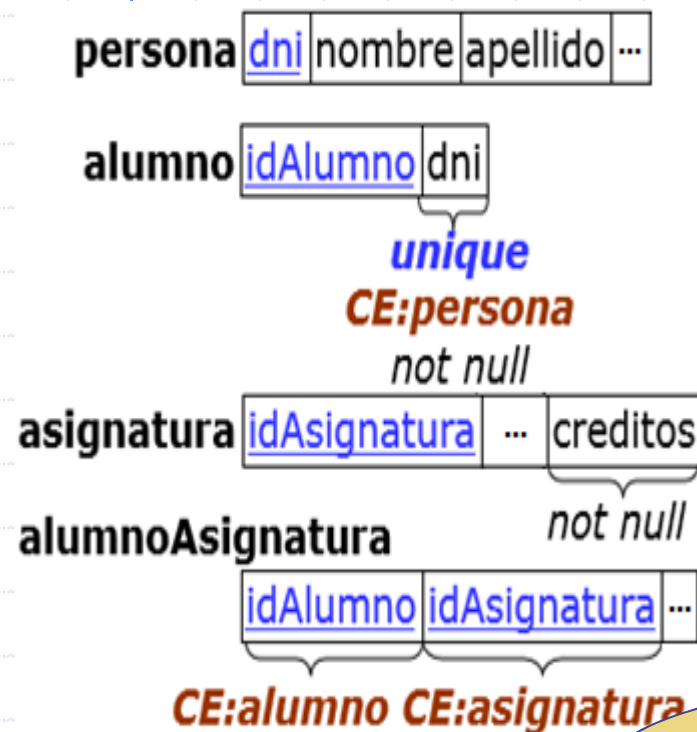 persona dni nombre apellido ...
alumno idAlumno dni
unique
CE:persona
not null
asignatura idAsignatura ... creditos
not null
alumnoAsignatura
idAlumno idAsignatura ...
CE:alumno CE:asignatura